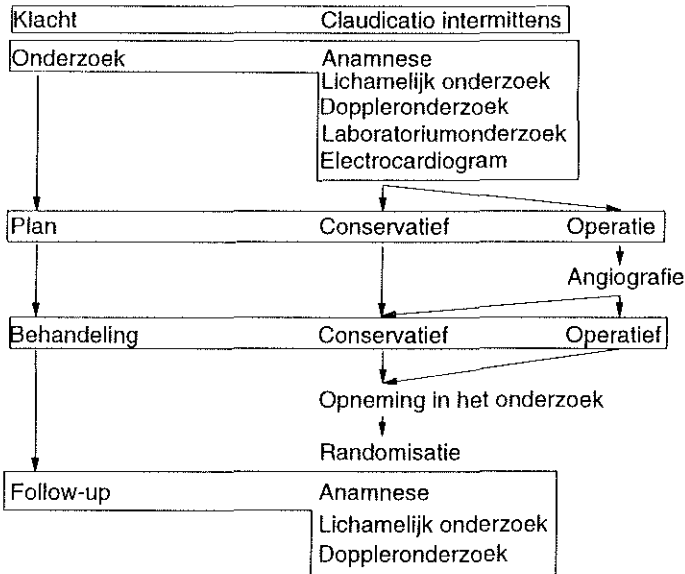 Klacht Claudicatio intermittens
Onderzoek Anamnese
Lichamelijk onderzoek
Doppleronderzoek
Laboratoriumonderzoek
Electrocardiogram
Plan Conservatief Operatie
Angiografie
Behandeling Conservatief Operatief
Opneming in het onderzoek
Randomisatie
Follow-up Anamnese
Lichamelijk onderzoek
Doppleronderzoek